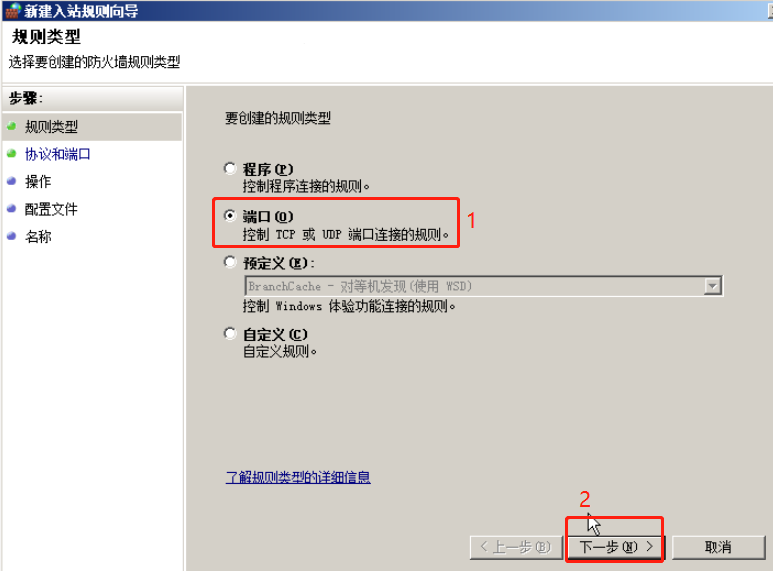 新建入站规则向导
规则类型
选择要创建的防火墙规则类型
步骤:
规则类型
协议和端口
操作
配置文件
名称
要创建的规则类型
程序(P)
控制程序连接的规则。
端口(O)
控制 TCP 或 UDP 端口连接的规则。
1
预定义(E):
BranchCache - 对等机发现(使用 WSD)
控制 Windows 体验功能连接的规则。
自定义(C)
自定义规则。
了解规则类型的详细信息
2
< 上一步(B)
下一步(N) >
取消